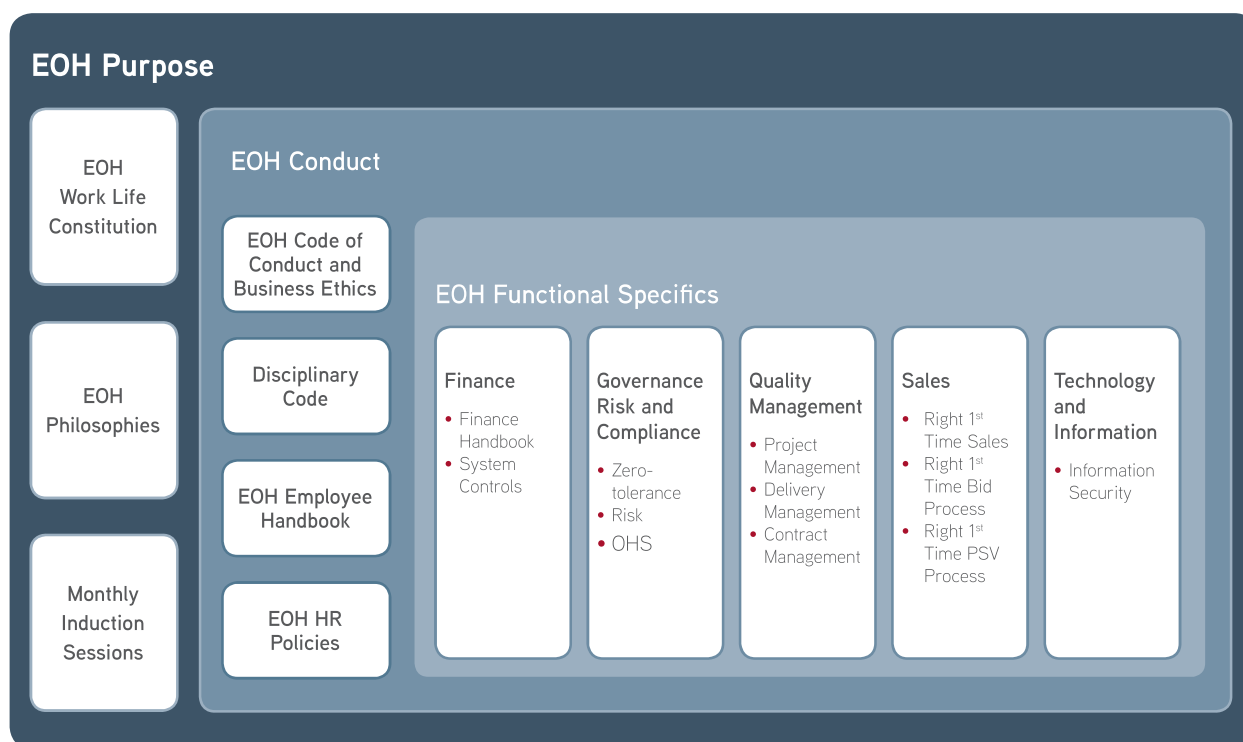 EOH Purpose
EOH
Work Life
Constitution
EOH
Philosophies
Monthly
Induction
Sessions
EOH Conduct
EOH Code of
Conduct and
Business Ethics
Disciplinary
Code
EOH Employee
Handbook
EOH HR
Policies
EOH Functional Specifics
Finance
• Finance
Handbook
• System
Controls
Governance
Risk and
Compliance
• Zero-
tolerance
• Risk
• OHS
Quality
Management
• Project
Management
• Delivery
Management
• Contract
Management
Sales
• Right 1st
Time Sales
• Right 1st
Time Bid
Process
• Right 1st
Time PSV
Process
Technology
and
Information
• Information
Security